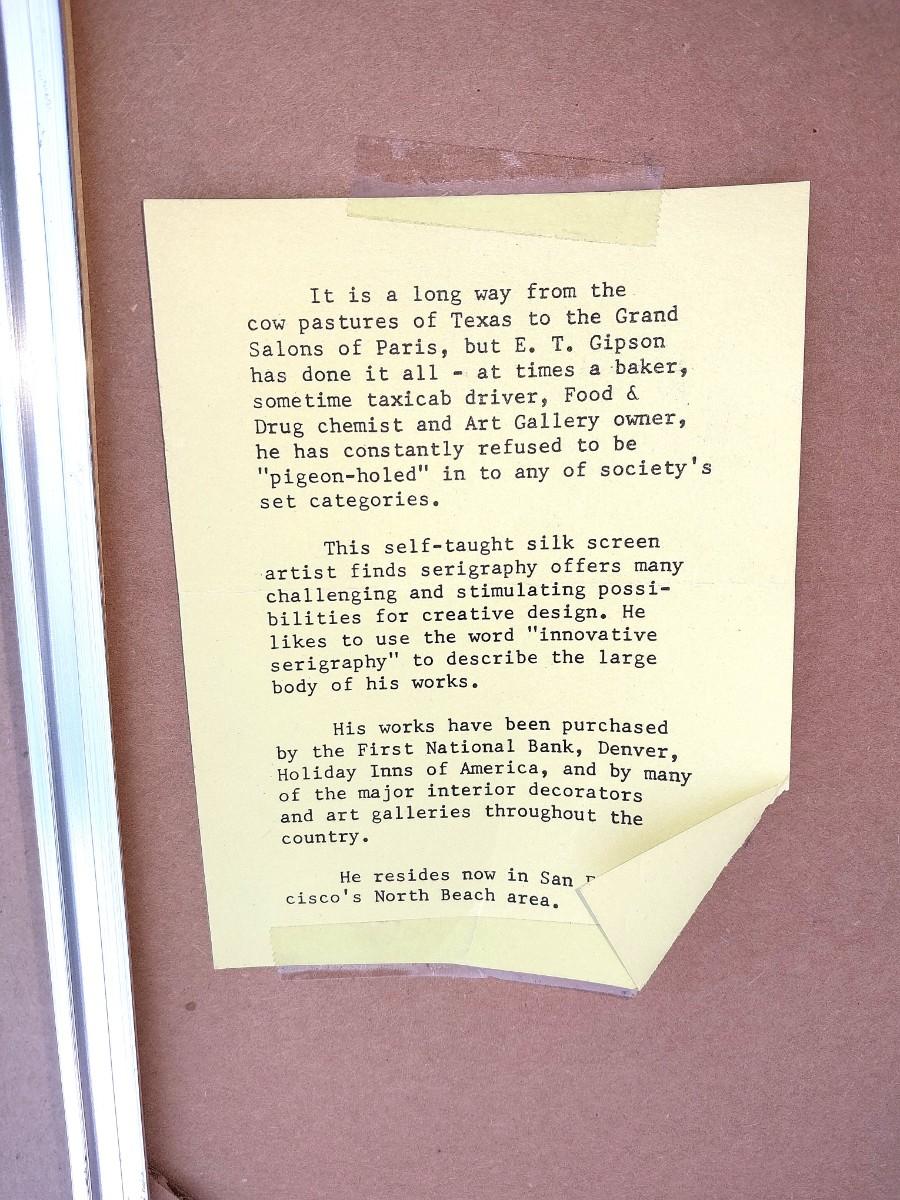 It is a long way from the
cow pastures of Texas to the Grand
Salons of Paris, but E. T. Gipson
has done it all - at times a baker,
sometime taxicab driver, Food &
Drug chemist and Art Gallery owner,
he has constantly refused to be
"pigeon-holed" in to any of society's
set categories.
This self-taught silk screen
artist finds serigraphy offers many
challenging and stimulating possi-
bilities for creative design. He
likes to use the word "innovative
serigraphy" to describe the large
body of his works.
His works have been purchased
by the First National Bank, Denver,
Holiday Inns of America, and by many
of the major interior decorators
and art galleries throughout the
country.
He resides now in San
cisco's North Beach area.